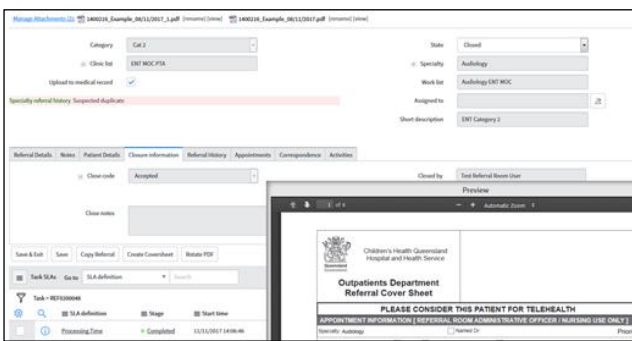 Manage Attachments (2): 1400216_Example_08/11/2017_1.pdf [rename] [view] 1400216_Example_08/11/2017.pdf [rename] [view]
Category Cat 2 State Closed
Clinic list ENT MOC PTA Specialty Audiology
Upload to medical record Work list Audiology ENT MOC
Specialty referral history Suspected duplicate Assigned to
Short description ENT Category 2
Referral Details Notes Patient Details Closure information Referral History Appointments Correspondence Activities
Close code Accepted Closed by Test Referral Room User
Preview
1 of 1 Automatic Zoom
Close notes
Children's Health Queensland
Hospital and Health Service
Queensland
Government
Save & Exit Save Copy Referral Create Coversheet Rotate PDF
Outpatients Department
Referral Cover Sheet
Task SLAs Go to SLA definition Search
Task = REF0200048
PLEASE CONSIDER THIS PATIENT FOR TELEHEALTH
APPOINTMENT INFORMATION [ REFERRAL ROOM ADMINISTRATIVE OFFICER / NURSING USE ONLY ]
SLA definition Stage Start time
Specialty: Audiology Named Dr: Prior
Processing Time Completed 13/11/2017 14:06:46